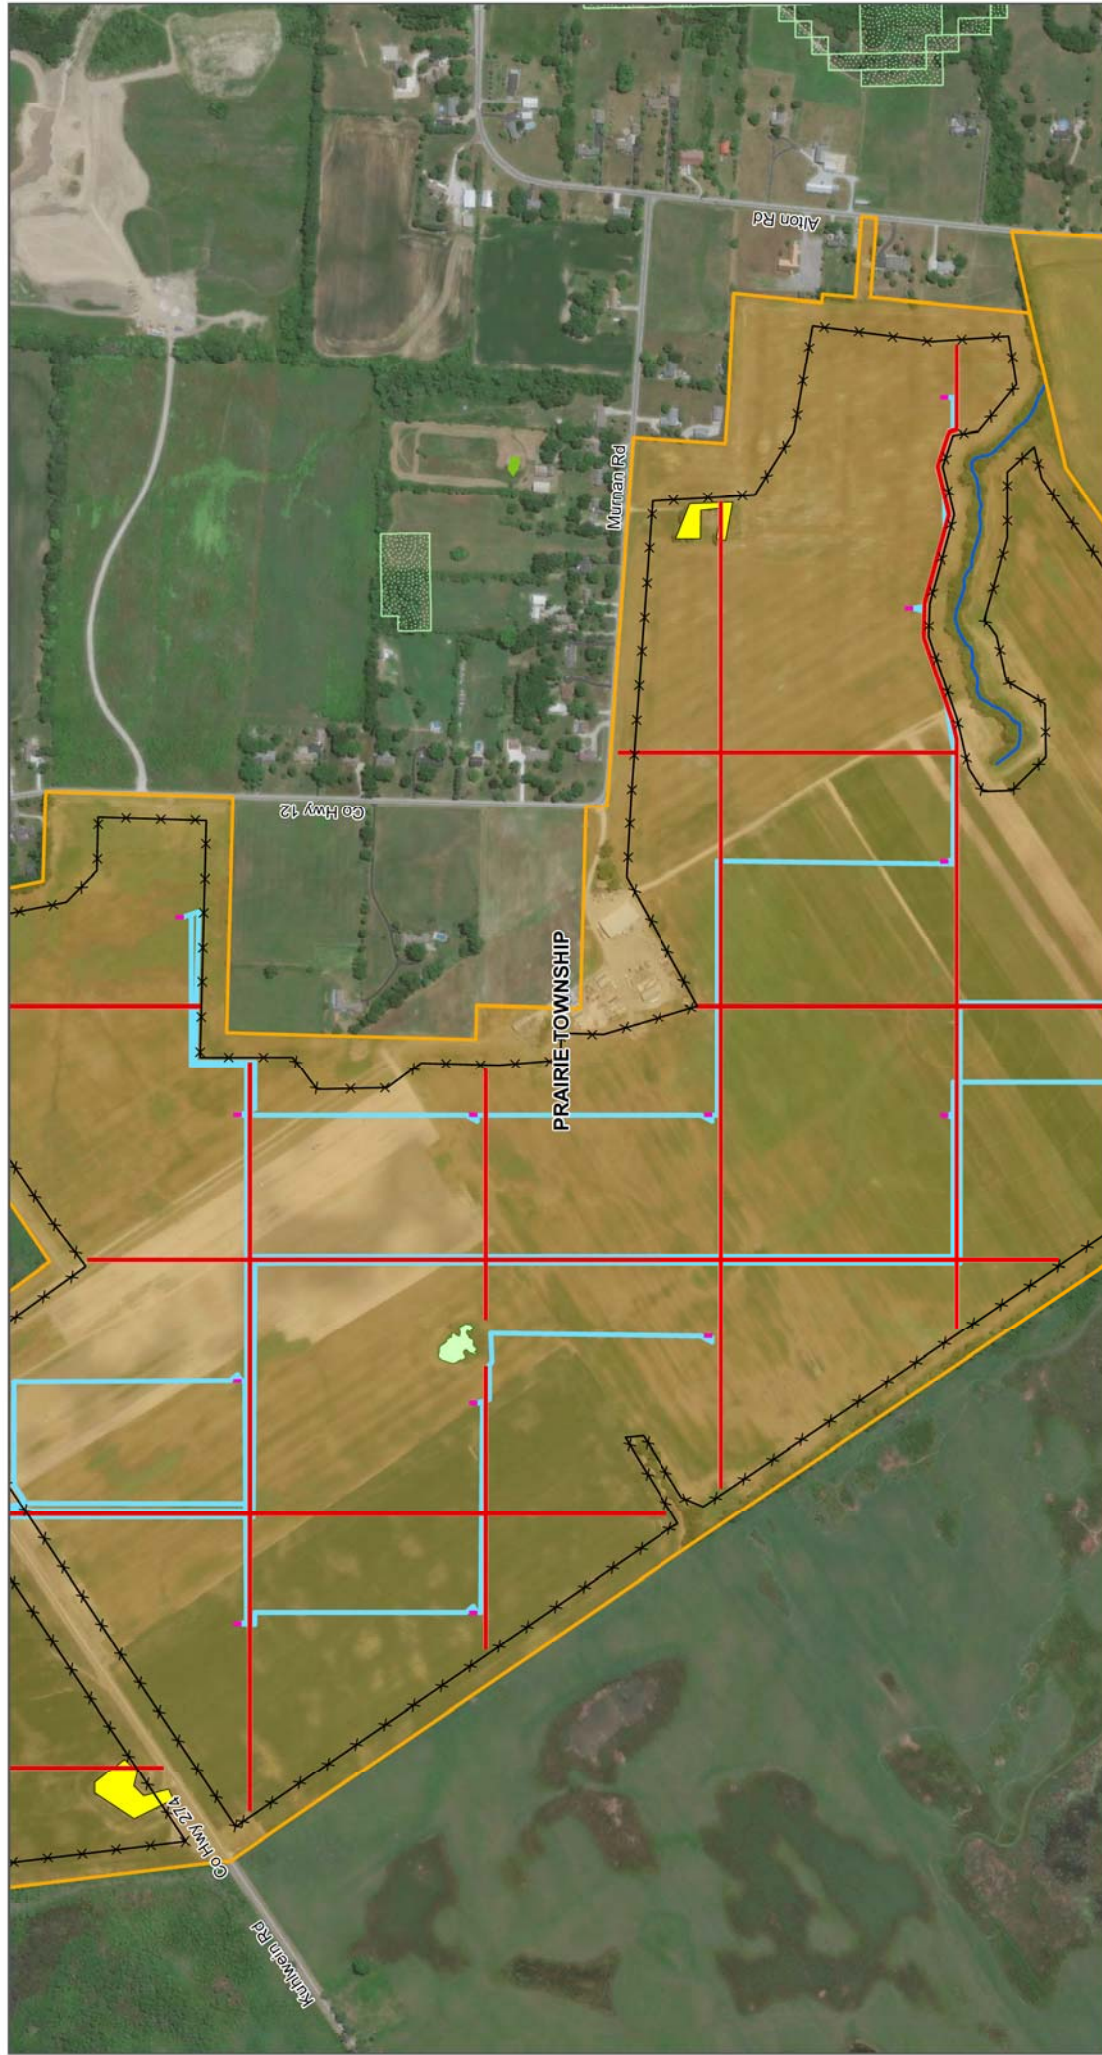 Alton Rd
Murnan Rd
Co Hwy 12
PRAIRIE TOWNSHIP
Co Hwy 274
Kuhlwein Rd